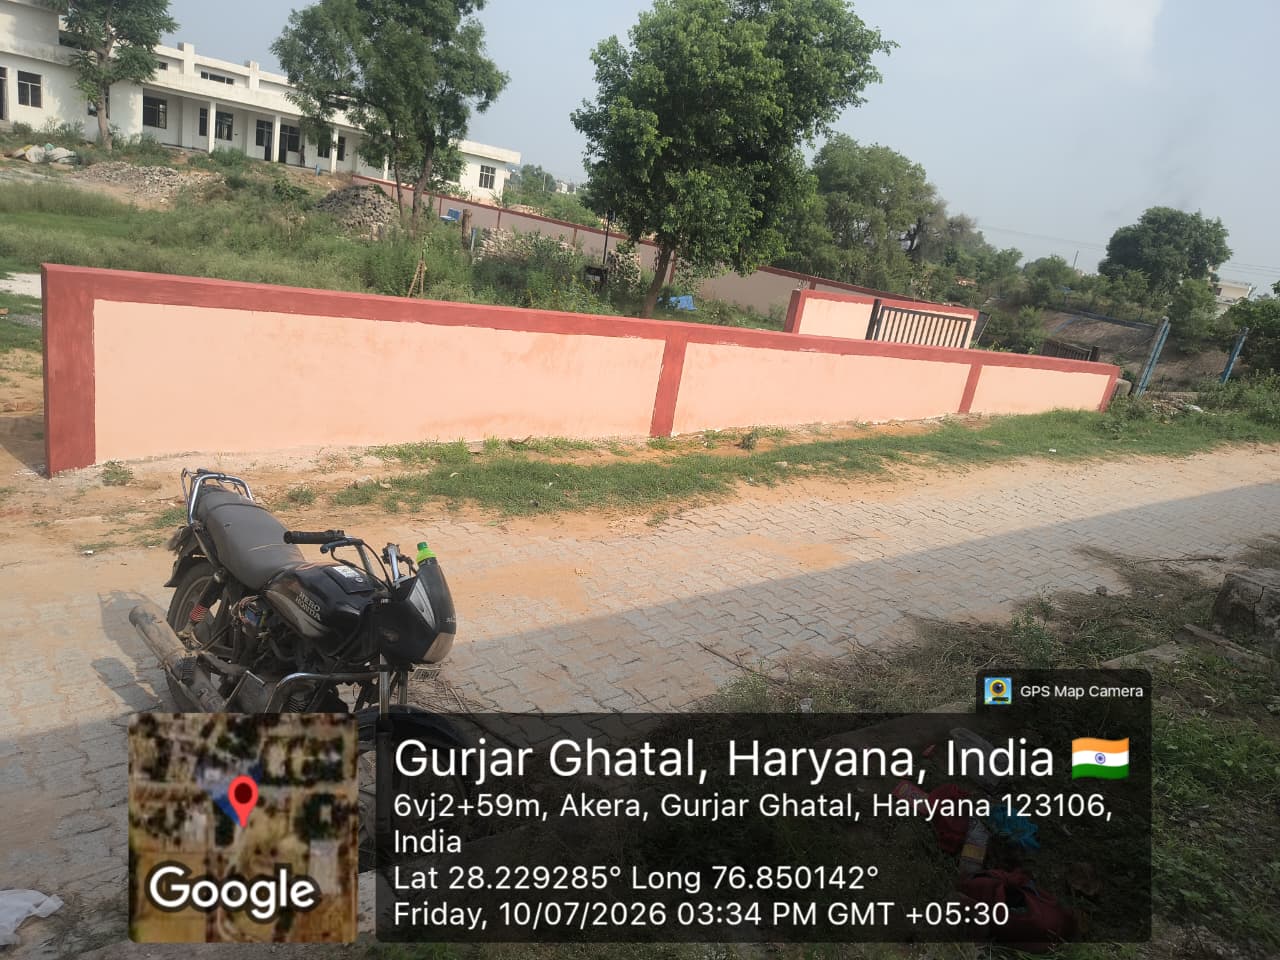 HERO
HONDA
GPS Map Camera
Gurjar Ghatal, Haryana, India
6vj2+59m, Akera, Gurjar Ghatal, Haryana 123106,
India
Lat 28.229285° Long 76.850142°
Friday, 10/07/2026 03:34 PM GMT +05:30
Google